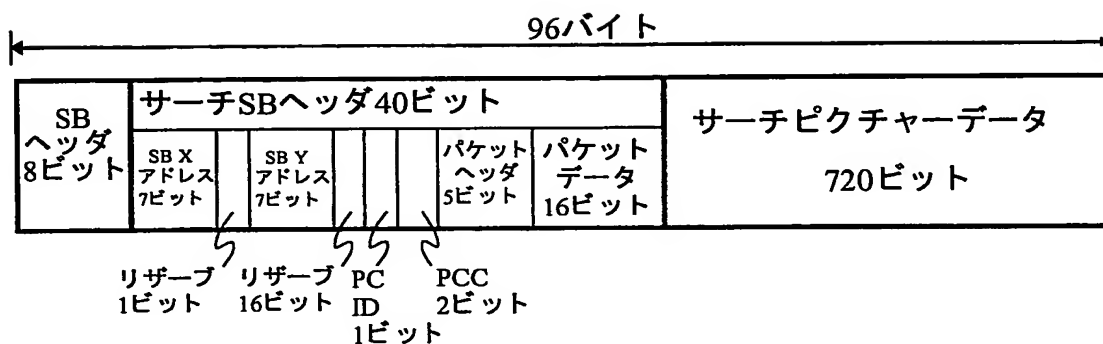 96バイト
SB
ヘッダ
8ビット
サーチSBヘッダ40ビット
SB X
アドレス
7ビット
SB Y
アドレス
7ビット
パケット
ヘッダ
5ビット
パケット
データ
16ビット
サーチピクチャーデータ
720ビット
リザーブ
1ビット
リザーブ
16ビット
PC
ID
1ビット
PCC
2ビット